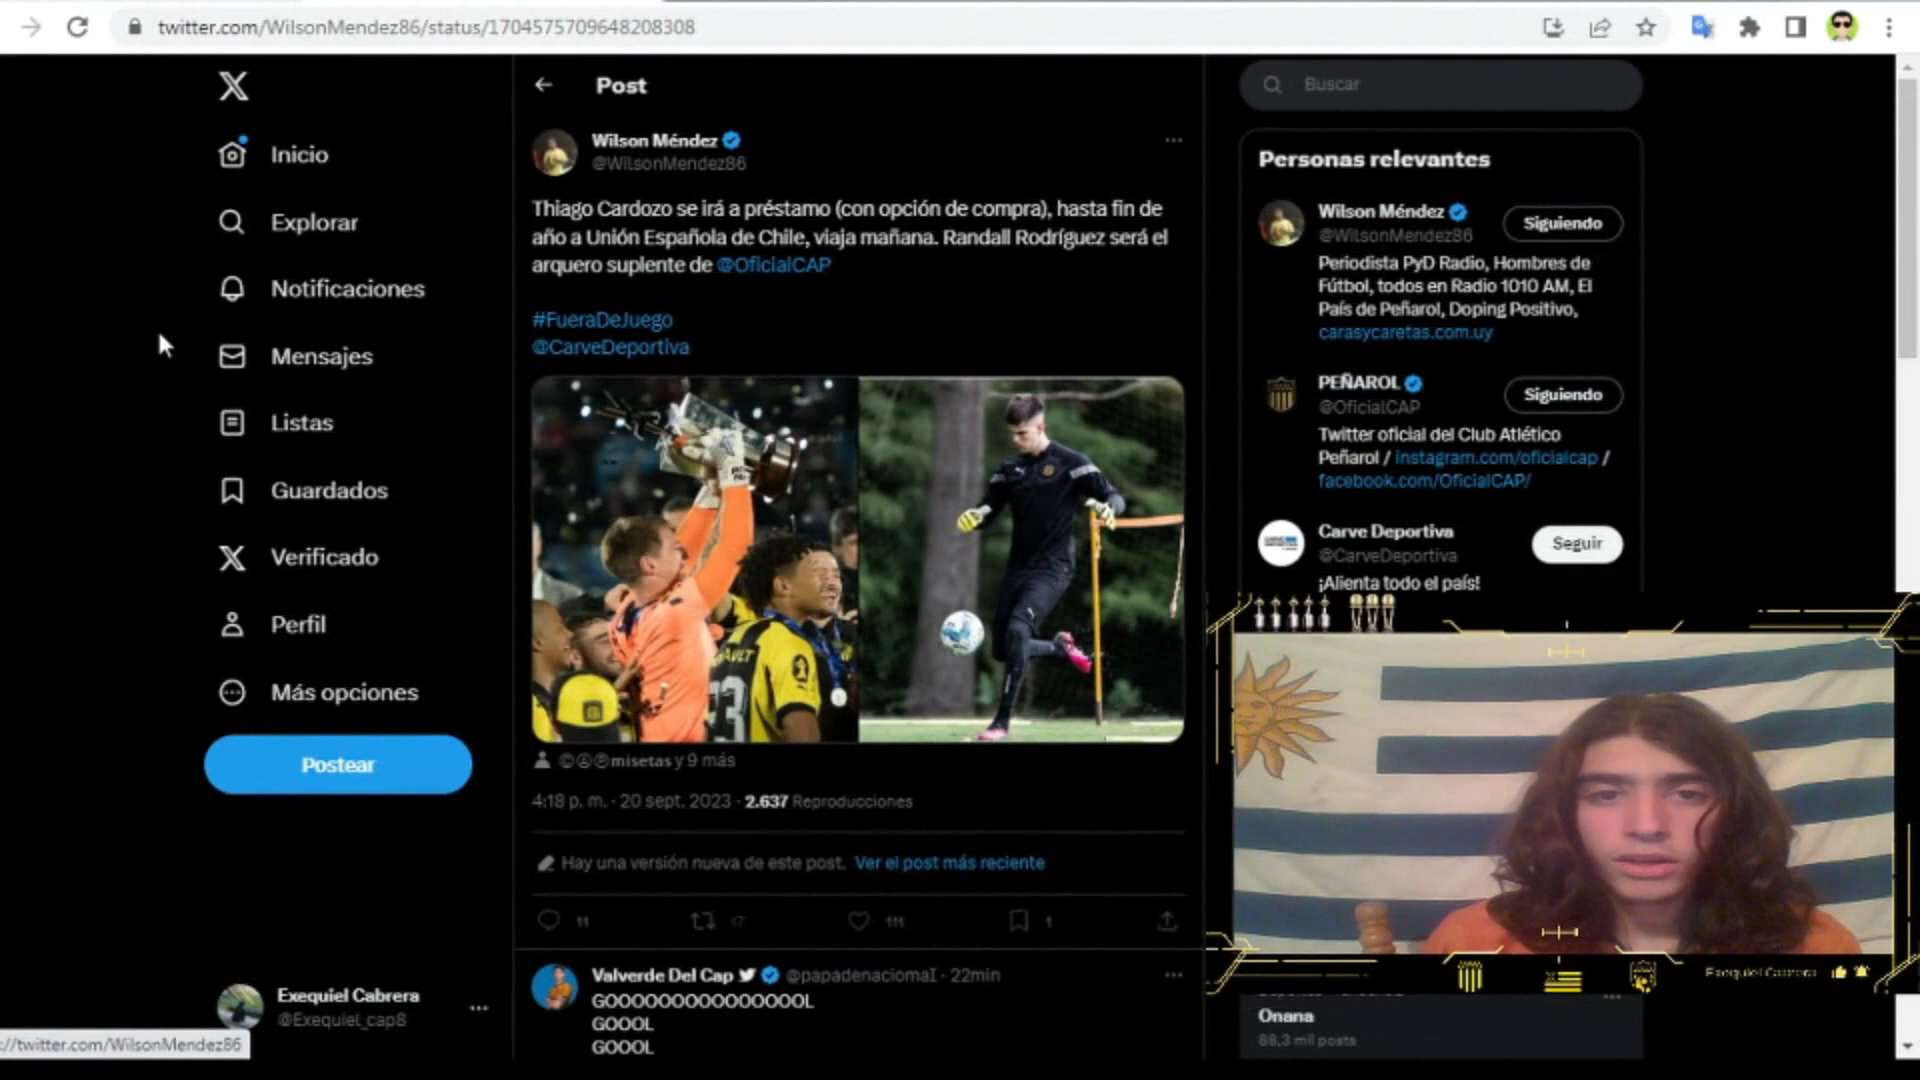 twitter.com/WilsonMendez86/status/1704575709648208308
Inicio
Explorar
Notificaciones
Mensajes
Listas
Guardados
Verificado
Perfil
Más opciones
Postear
Exequiel Cabrera
@Exequiel_cap8
://twitter.com/WilsonMendez86
Post
Wilson Méndez
@WilsonMendez86
Thiago Cardozo se irá a préstamo (con opción de compra), hasta fin de
año a Unión Española de Chile, viaja mañana. Randall Rodríguez será el
arquero suplente de @OficialCAP
#FueraDeJuego
@CarveDeportiva
ⒸⒶⓅmisetas y 9 más
4:18 p. m. · 20 sept. 2023 · 2.637 Reproducciones
Hay una versión nueva de este post. Ver el post más reciente
11 17 111 1
Valverde Del Cap @papadenaciomaI · 22min
GOOOOOOOOOOOOOOOOL
GOOOL
GOOOL
Buscar
Personas relevantes
Wilson Méndez
@WilsonMendez86
Siguiendo
Periodista PyD Radio, Hombres de
Fútbol, todos en Radio 1010 AM, El
País de Peñarol, Doping Positivo,
carasycaretas.com.uy
PEÑAROL
@OficialCAP
Siguiendo
Twitter oficial del Club Atlético
Peñarol / instagram.com/oficialcap /
facebook.com/OficialCAP/
Carve Deportiva
@CarveDeportiva
Seguir
¡Alienta todo el país!
Exequiel Cabrera
Onana
88,3 mil posts